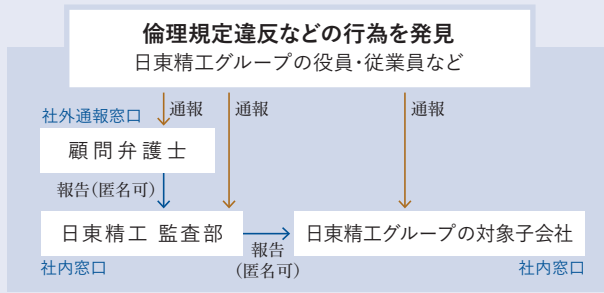 倫理規定違反などの行為を発見
日東精工グループの役員・従業員など
通報
通報
通報
社外通報窓口
顧問弁護士
報告(匿名可)
日東精工 監査部
報告
(匿名可)
日東精工グループの対象子会社
社内窓口
社内窓口